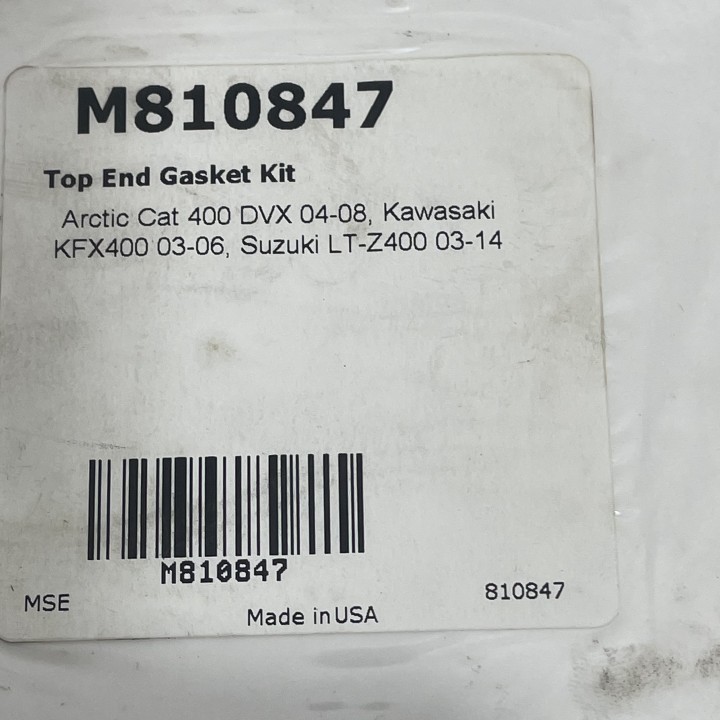 M810847
Top End Gasket Kit
Arctic Cat 400 DVX 04-08, Kawasaki
KFX400 03-06, Suzuki LT-Z400 03-14
M810847
MSE
Made in USA
810847